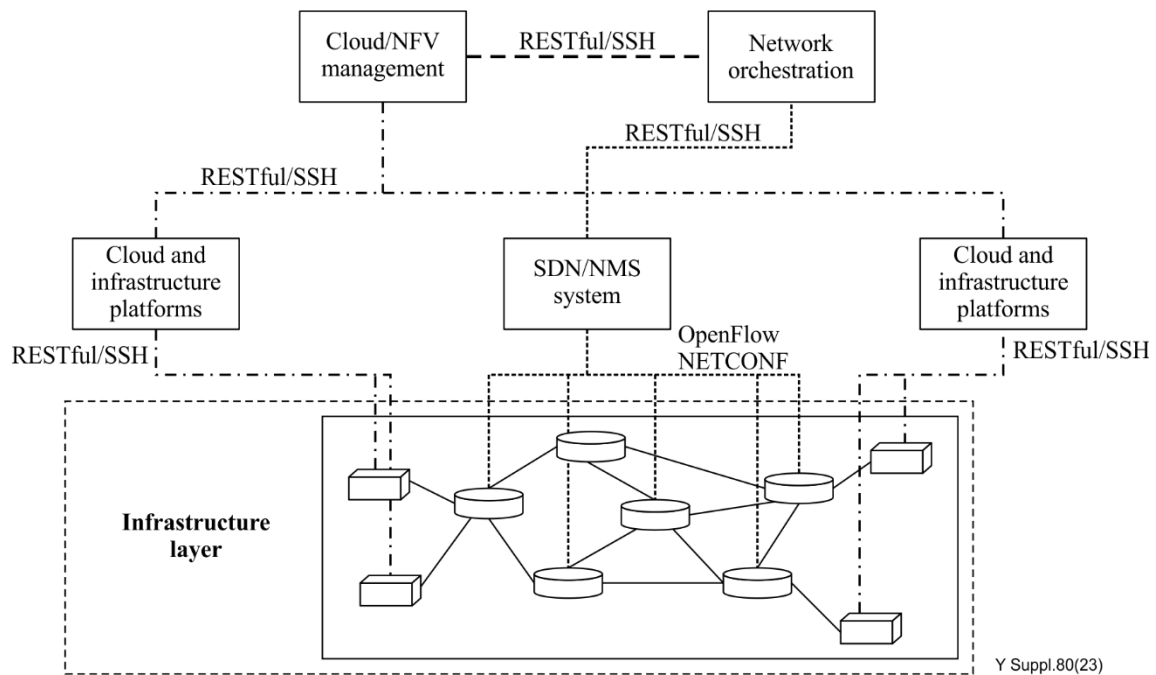 Cloud/NFV
management
RESTful/SSH
Network
orchestration
RESTful/SSH
RESTful/SSH
Cloud and
infrastructure
platforms
SDN/NMS
system
Cloud and
infrastructure
platforms
RESTful/SSH
OpenFlow
NETCONF
RESTful/SSH
Infrastructure
layer
Y Suppl.80(23)